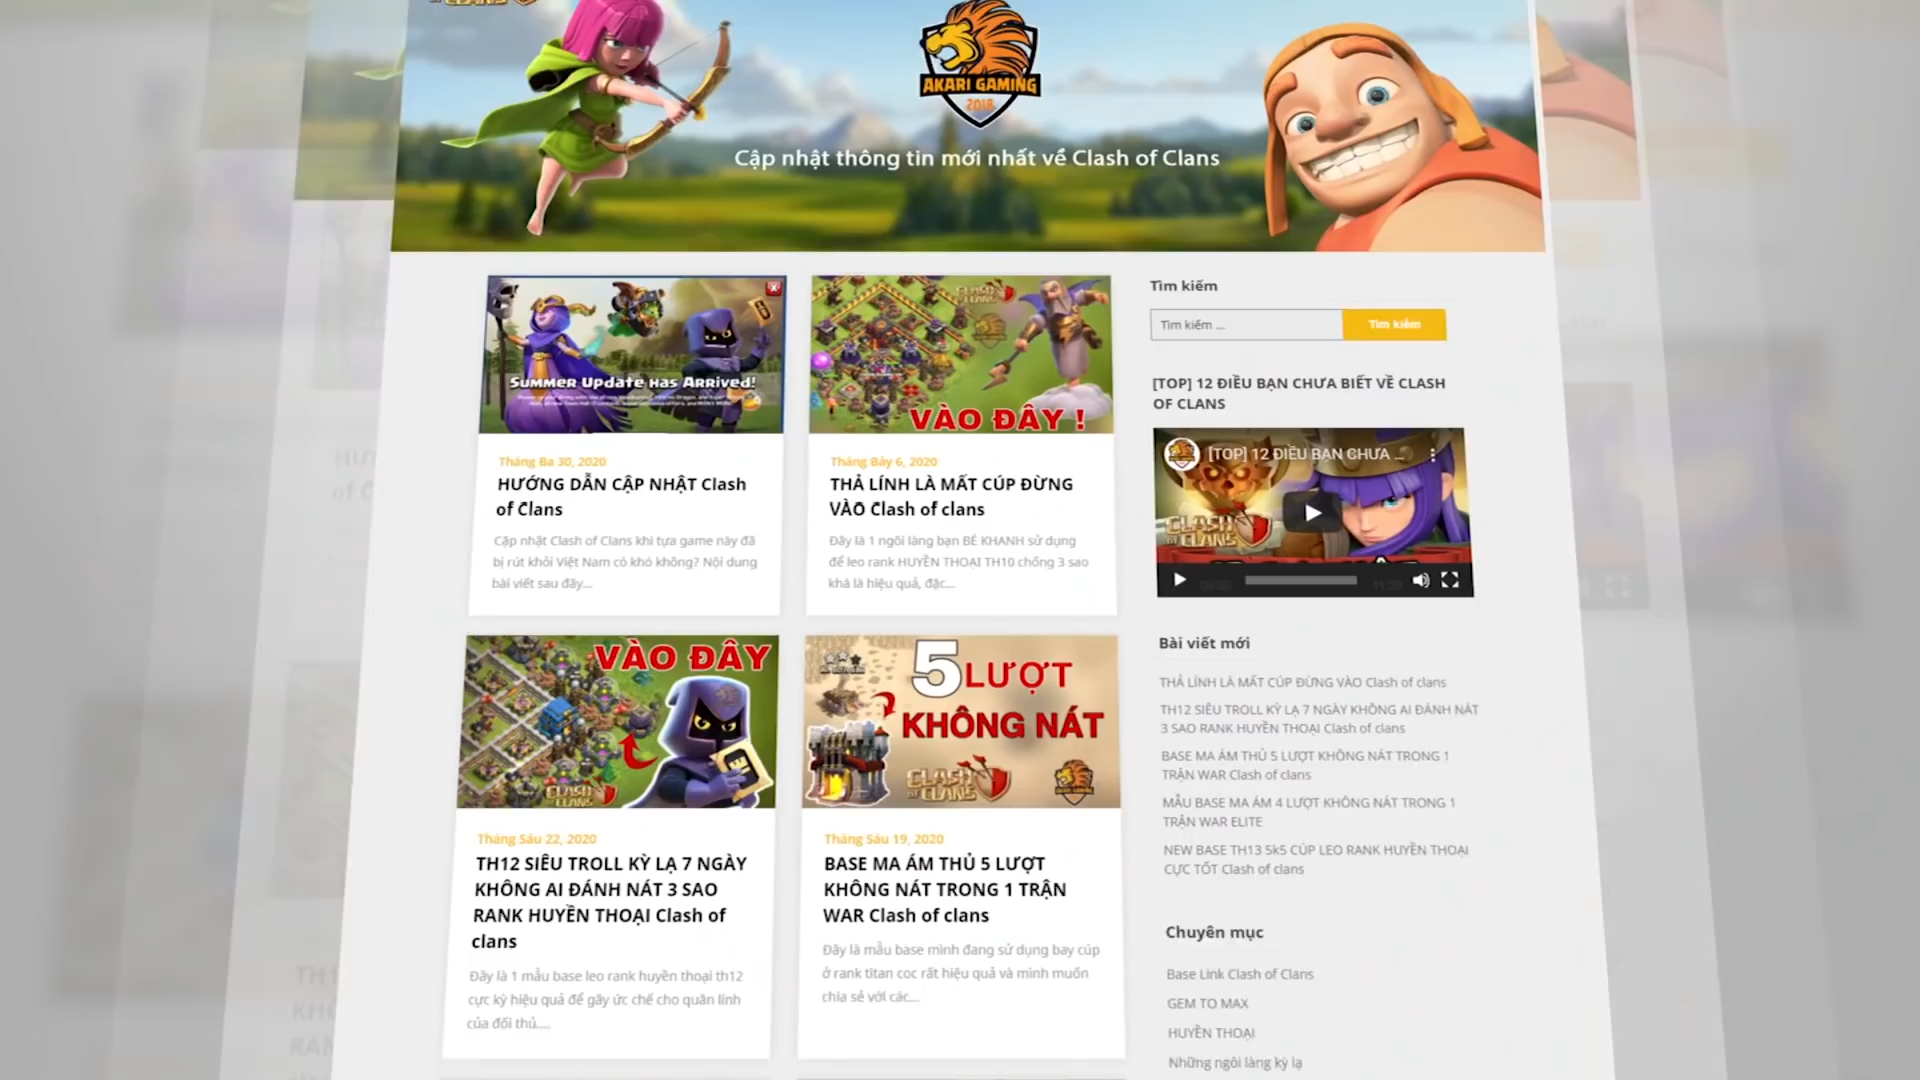 AKARI GAMING
2018
Cập nhật thông tin mới nhất về Clash of Clans
SUMMER UPDATE HAS ARRIVED!
CLASH OF CLANS
VÀO ĐÂY !
Tháng Ba 30, 2020
HƯỚNG DẪN CẬP NHẬT Clash
of Clans
Cập nhật Clash of Clans khi tựa game này đã
bị rút khỏi Việt Nam có khó không? Nội dung
bài viết sau đây...
Tháng Bảy 6, 2020
THẢ LÍNH LÀ MẤT CÚP ĐỪNG
VÀO Clash of clans
Đây là 1 ngôi làng bạn BÉ KHANH sử dụng
để leo rank HUYỀN THOẠI TH10 chống 3 sao
khá là hiệu quả, đặc...
VÀO ĐÂY
CLASH OF CLANS
5 LƯỢT
KHÔNG NÁT
CLASH OF CLANS
AKARI GAMING
Tháng Sáu 22, 2020
TH12 SIÊU TROLL KỲ LẠ 7 NGÀY
KHÔNG AI ĐÁNH NÁT 3 SAO
RANK HUYỀN THOẠI Clash of
clans
Đây là 1 mẫu base leo rank huyền thoại th12
cực kỳ hiệu quả để gây ức chế cho quân lính
của đối thủ....
Tháng Sáu 19, 2020
BASE MA ÁM THỦ 5 LƯỢT
KHÔNG NÁT TRONG 1 TRẬN
WAR Clash of clans
Đây là mẫu base mình đang sử dụng bay cúp
ở rank titan coc rất hiệu quả và mình muốn
chia sẻ với các....
Tìm kiếm
Tìm kiếm ...
Tìm kiếm
[TOP] 12 ĐIỀU BẠN CHƯA BIẾT VỀ CLASH
OF CLANS
[TOP] 12 ĐIỀU BẠN CHƯA ...
CLASH OF CLANS
Bài viết mới
THẢ LÍNH LÀ MẤT CÚP ĐỪNG VÀO Clash of clans
TH12 SIÊU TROLL KỲ LẠ 7 NGÀY KHÔNG AI ĐÁNH NÁT
3 SAO RANK HUYỀN THOẠI Clash of clans
BASE MA ÁM THỦ 5 LƯỢT KHÔNG NÁT TRONG 1
TRẬN WAR Clash of clans
MẪU BASE MA ÁM 4 LƯỢT KHÔNG NÁT TRONG 1
TRẬN WAR ELITE
NEW BASE TH13 5k5 CÚP LEO RANK HUYỀN THOẠI
CỰC TỐT Clash of clans
Chuyên mục
Base Link Clash of Clans
GEM TO MAX
HUYỀN THOẠI
Những ngôi làng kỳ lạ